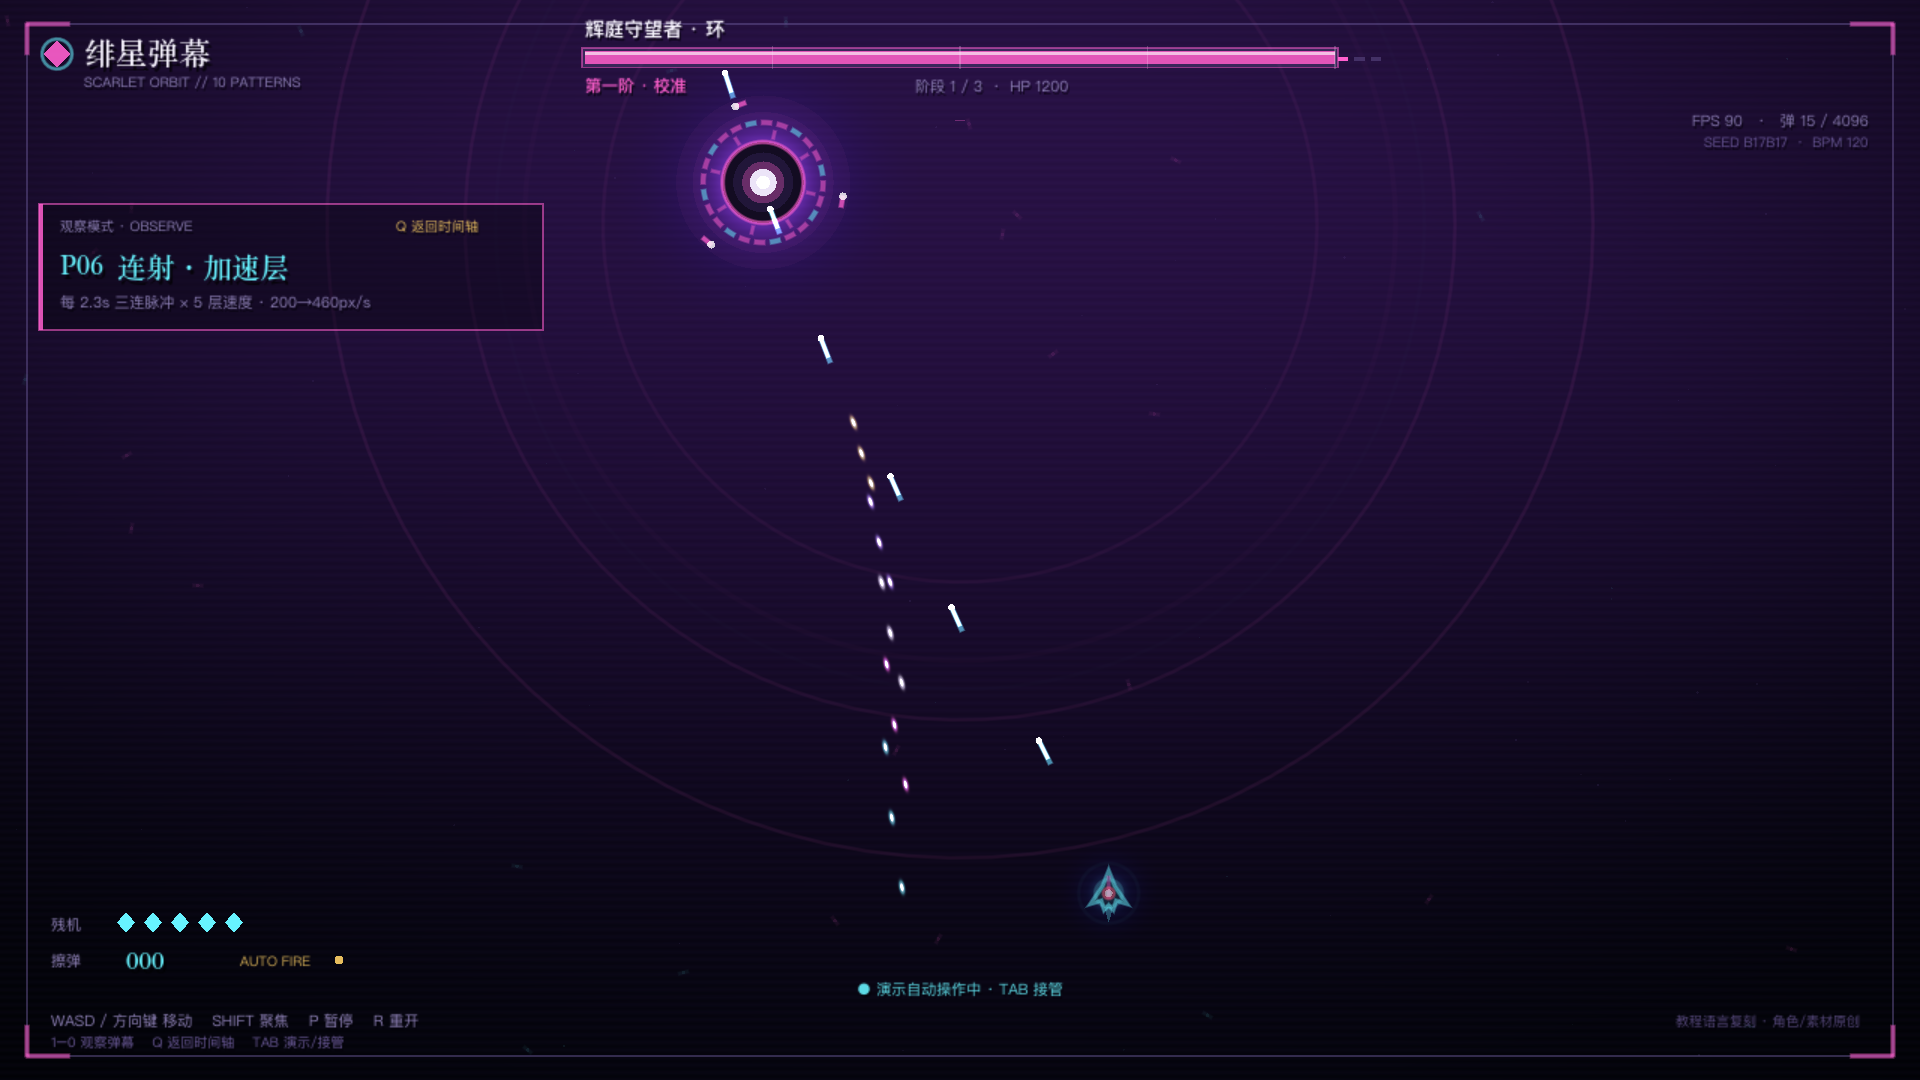 辉庭守望者 · 环
绯星弹幕
SCARLET ORBIT // 10 PATTERNS
第一阶 · 校准
阶段 1 / 3 · HP 1200
FPS 90 · 弹 15 / 4096
SEED B17B17 · BPM 120
观察模式 · OBSERVE
Q 返回时间轴
P06 连射 · 加速层
每 2.3s 三连脉冲 × 5 层速度 · 200→460px/s
残机
擦弹 000 AUTO FIRE
演示自动操作中 · TAB 接管
WASD / 方向键 移动 SHIFT 聚焦 P 暂停 R 重开
1—0 观察弹幕 Q 返回时间轴 TAB 演示/接管
教程语言复刻 · 角色/素材原创